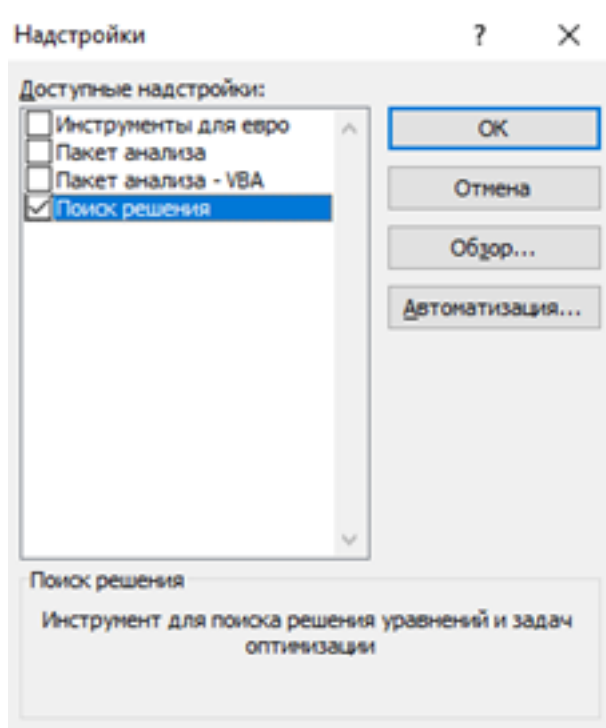 Надстройки ?
Доступные надстройки:
Инструменты для евро
Пакет анализа
Пакет анализа - VBA
Поиск решения
ОК
Отмена
Обзор...
Автоматизация...
Поиск решения
Инструмент для поиска решения уравнений и задач
оптимизации